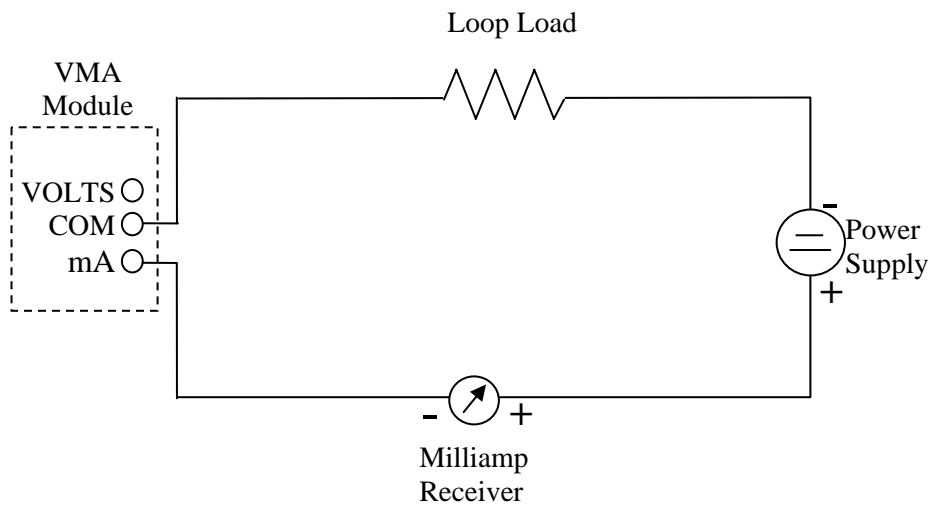 Loop Load
VMA
Module
VOLTS
COM
mA
-
Power
Supply
+
- +
Milliamp
Receiver